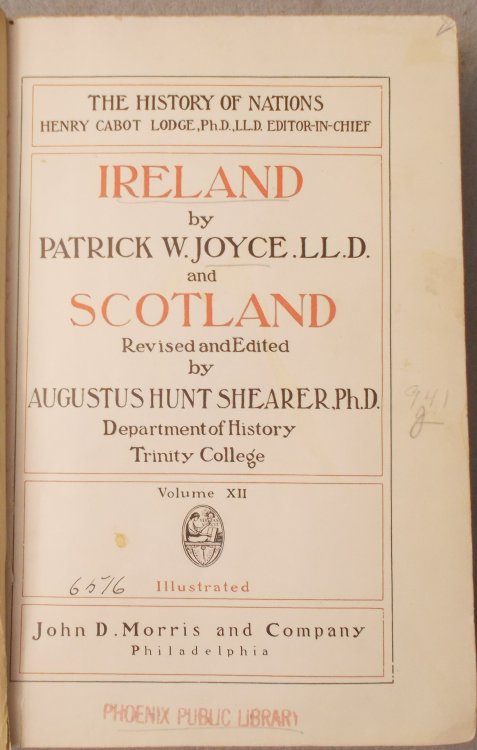 THE HISTORY OF NATIONS
HENRY CABOT LODGE, Ph.D., LL.D. EDITOR-IN-CHIEF
IRELAND
by
PATRICK W. JOYCE. LL.D.
and
SCOTLAND
Revised and Edited
by
AUGUSTUS HUNT SHEARER, Ph.D.
Department of History
Trinity College
941
J
Volume XII
6576
Illustrated
John D. Morris and Company
Philadelphia
PHOENIX PUBLIC LIBRARY